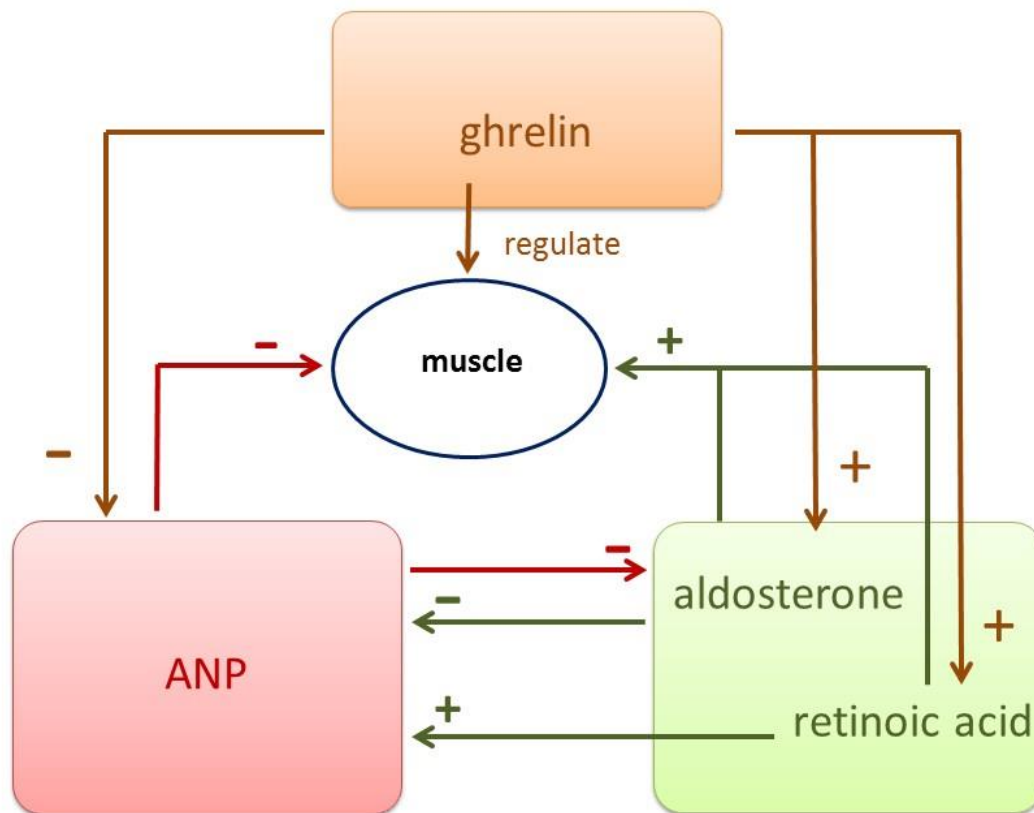 ghrelin
regulate
-
+
muscle
-
+
-
aldosterone
-
+
ANP
+
retinoic acid